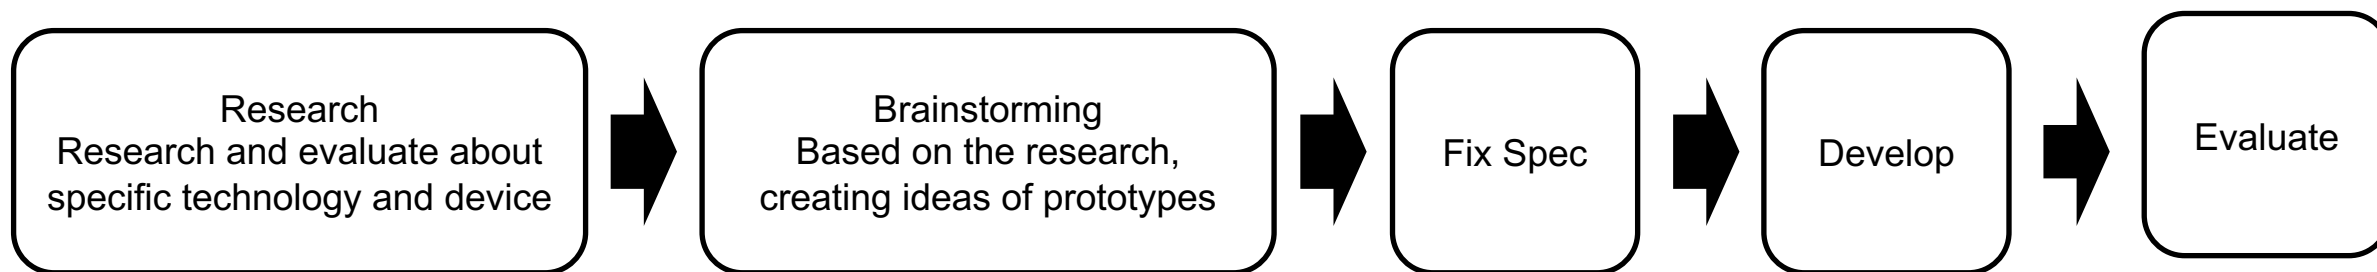 Research
Research and evaluate about
specific technology and device
Brainstorming
Based on the research,
creating ideas of prototypes
Fix Spec
Develop
Evaluate